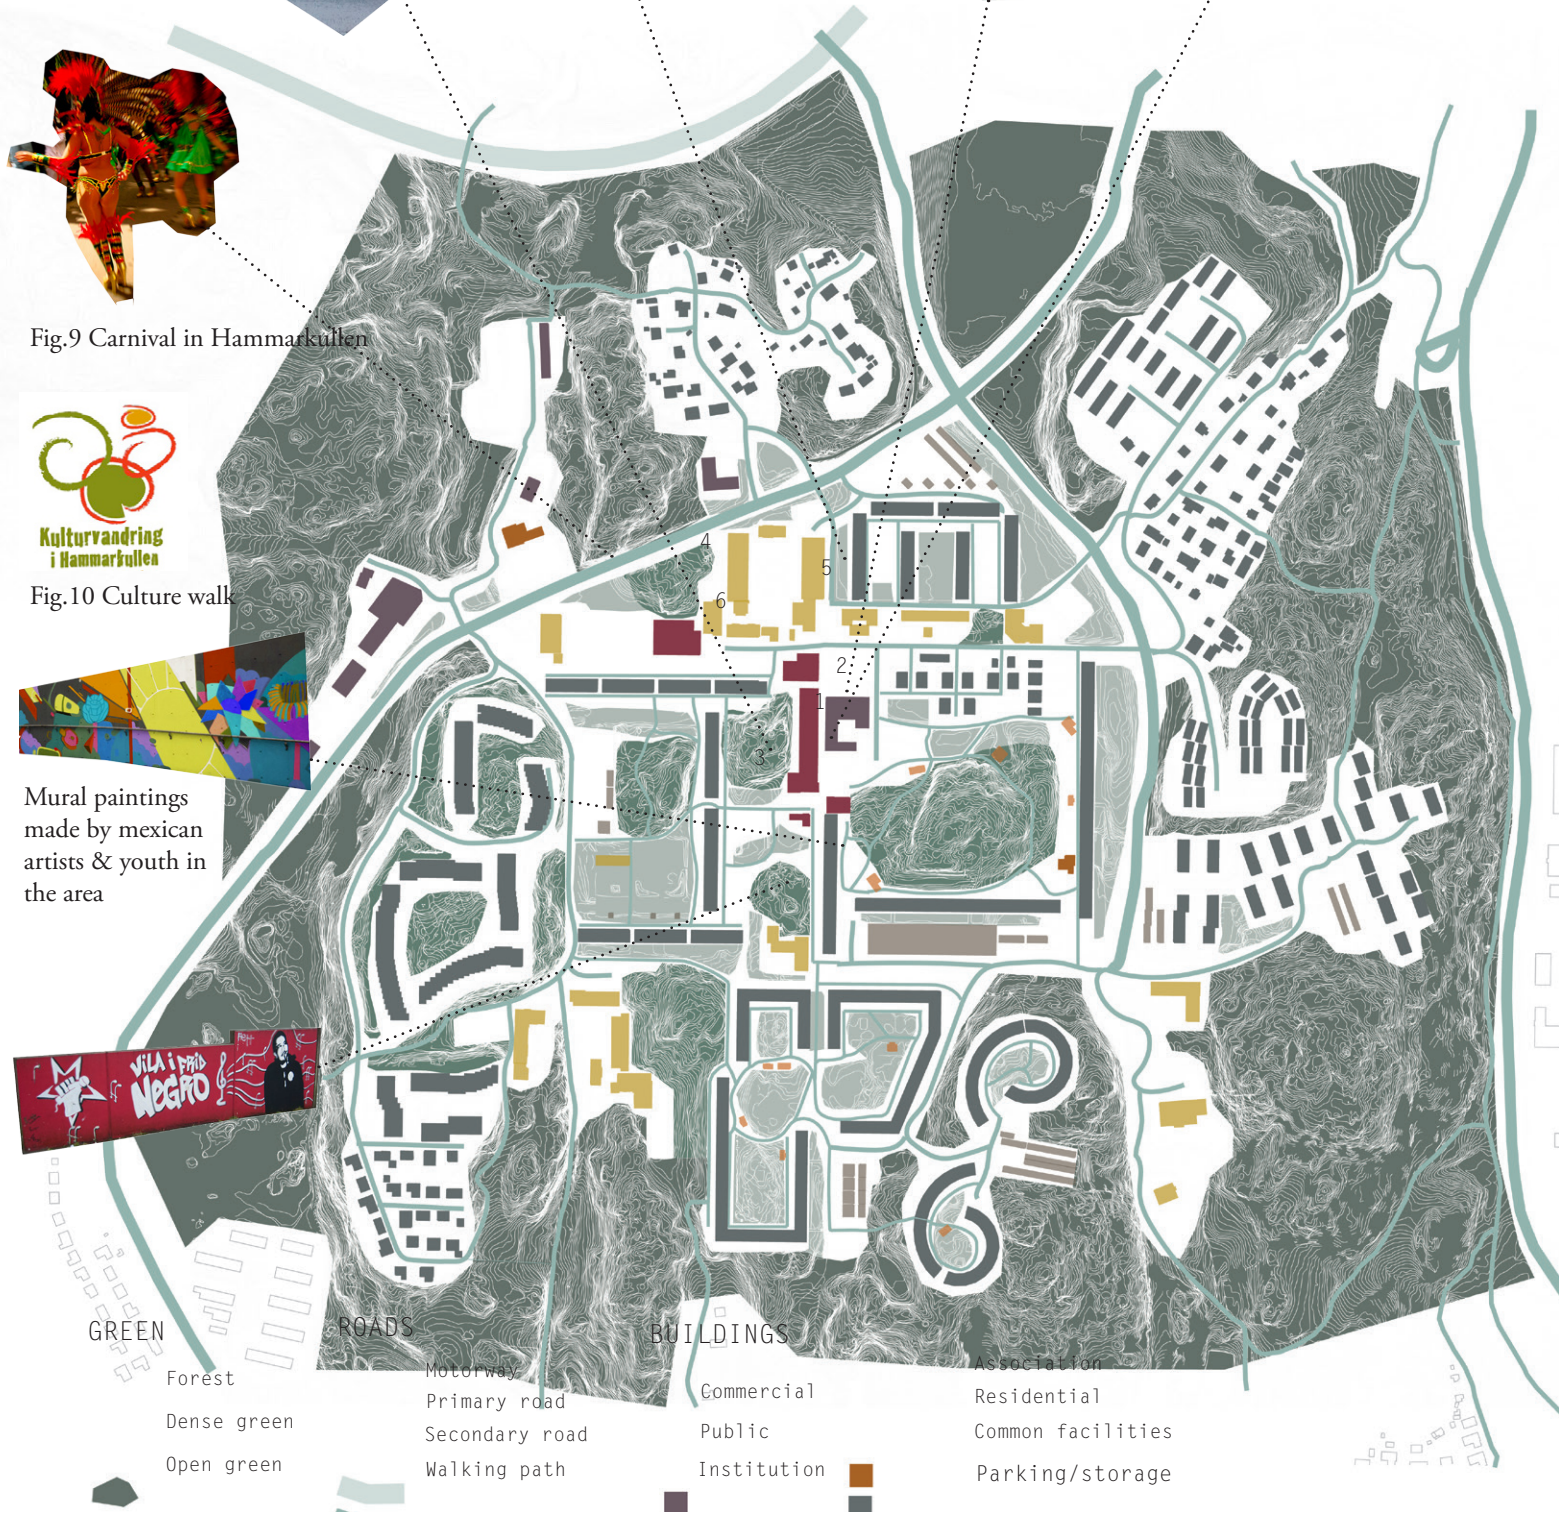 Fig.9 Carnival in Hammarkullen
Kulturvandring
i Hammarkullen
Fig.10 Culture walk
Mural paintings
made by mexican
artists & youth in
the area
VILA I FRID
NEGRO
4
5
6
2
1
3
GREEN
Forest
Dense green
Open green
ROADS
Motorway
Primary road
Secondary road
Walking path
BUILDINGS
Commercial
Public
Institution
Association
Residential
Common facilities
Parking/storage